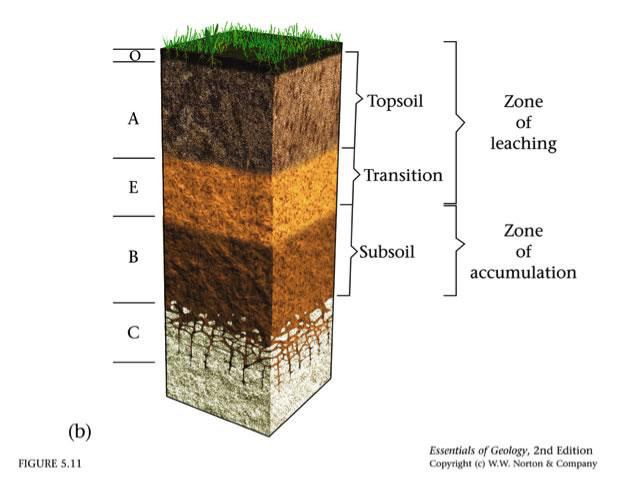 O
A
E
B
C
Topsoil
Transition
Subsoil
Zone
of
leaching
Zone
of
accumulation
(b)
FIGURE 5.11
Essentials of Geology, 2nd Edition
Copyright (c) W.W. Norton & Company